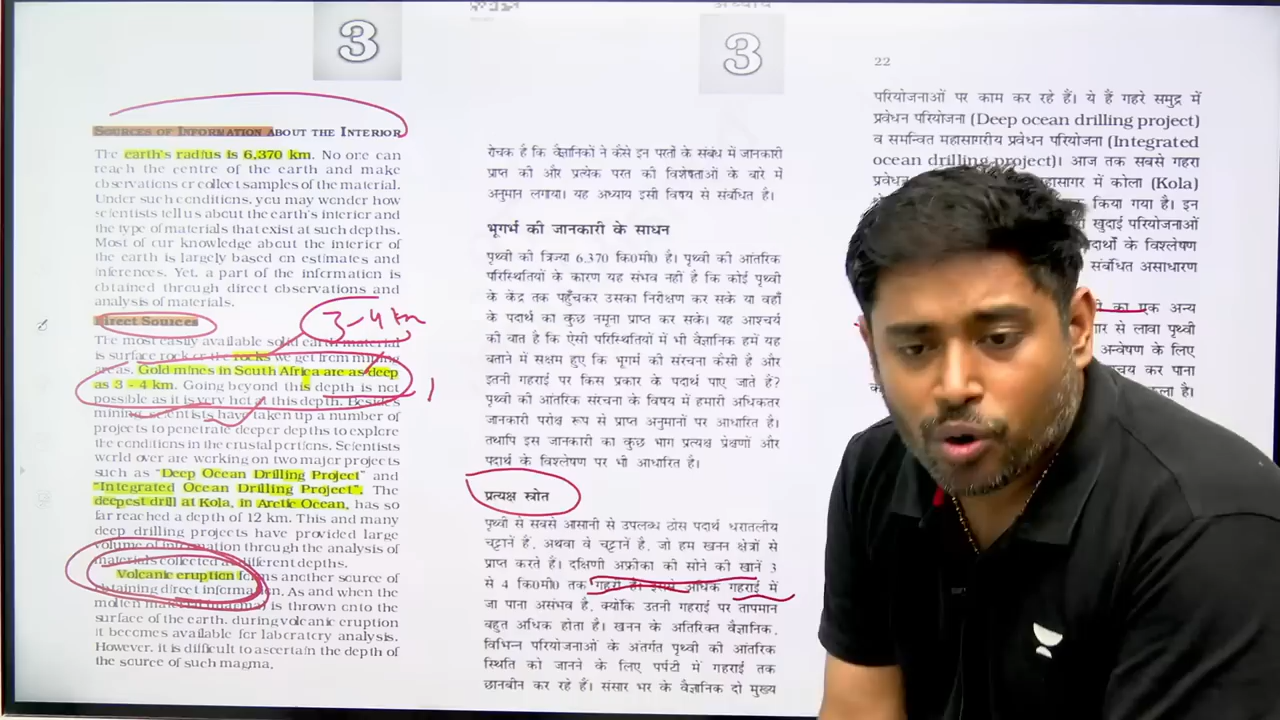 3
SOURCES OF INFORMATION ABOUT THE INTERIOR
The earth's radius is 6,370 km. No one can
reach the centre of the earth and make
observations or collect samples of the material.
Under such conditions, you may wonder how
scientists tell us about the earth's interior and
the type of materials that exist at such depths.
Most of our knowledge about the interior of
the earth is largely based on estimates and
inferences. Yet, a part of the information is
obtained through direct observations and
analysis of materials.
Direct Sources
3-4 km
The most easily available solid earth material
is surface rock or the rocks we get from mining
areas. Gold mines in South Africa are as deep
as 3 - 4 km. Going beyond this depth is not
possible as it is very hot at this depth. Besides
mining, scientists have taken up a number of
projects to penetrate deeper depths to explore
the conditions in the crustal portions. Scientists
world over are working on two major projects
such as "Deep Ocean Drilling Project" and
"Integrated Ocean Drilling Project". The
deepest drill at Kola, in Arctic Ocean, has so
far reached a depth of 12 km. This and many
deep drilling projects have provided large
volume of information through the analysis of
materials collected at different depths.
Volcanic eruption forms another source of
obtaining direct information. As and when the
molten material is thrown onto the
surface of the earth, during volcanic eruption
it becomes available for laboratory analysis.
However, it is difficult to ascertain the depth of
the source of such magma.
अध्याय
3
रोचक है कि वैज्ञानिकों ने कैसे इन परतों के संबंध में जानकारी
प्राप्त की और प्रत्येक परत की विशेषताओं के बारे में
अनुमान लगाया। यह अध्याय इसी विषय से संबंधित है।
भूगर्भ की जानकारी के साधन
पृथ्वी की त्रिज्या 6,370 कि0मी0 है। पृथ्वी की आंतरिक
परिस्थितियों के कारण यह संभव नहीं है कि कोई पृथ्वी
के केंद्र तक पहुँचकर उसका निरीक्षण कर सके या वहाँ
के पदार्थ का कुछ नमूना प्राप्त कर सके। यह आश्चर्य
की बात है कि ऐसी परिस्थितियों में भी वैज्ञानिक हमें यह
बताने में सक्षम हुए कि भूगर्भ की संरचना कैसी है और
इतनी गहराई पर किस प्रकार के पदार्थ पाए जाते हैं?
पृथ्वी की आंतरिक संरचना के विषय में हमारी अधिकतर
जानकारी परोक्ष रूप से प्राप्त अनुमानों पर आधारित है।
तथापि इस जानकारी का कुछ भाग प्रत्यक्ष प्रेक्षणों और
पदार्थ के विश्लेषण पर भी आधारित है।
प्रत्यक्ष स्रोत
पृथ्वी से सबसे आसानी से उपलब्ध ठोस पदार्थ धरातलीय
चट्टानें हैं, अथवा वे चट्टानें हैं, जो हम खनन क्षेत्रों से
प्राप्त करते हैं। दक्षिणी अफ्रीका की सोने की खानें 3
से 4 कि0मी0 तक गहरी हैं। इससे अधिक गहराई में
जा पाना असंभव है, क्योंकि उतनी गहराई पर तापमान
बहुत अधिक होता है। खनन के अतिरिक्त वैज्ञानिक,
विभिन्न परियोजनाओं के अंतर्गत पृथ्वी की आंतरिक
स्थिति को जानने के लिए पर्पटी में गहराई तक
छानबीन कर रहे हैं। संसार भर के वैज्ञानिक दो मुख्य
22
परियोजनाओं पर काम कर रहे हैं। ये हैं गहरे समुद्र में
प्रवेधन परियोजना (Deep ocean drilling project)
व समन्वित महासागरीय प्रवेधन परियोजना (Integrated
ocean drilling project)। आज तक सबसे गहरा
प्रवेधन महासागर में कोला (Kola)
किया गया है। इन
खुदाई परियोजनाओं
पदार्थों के विश्लेषण
संबंधित असाधारण
का एक अन्य
से लावा पृथ्वी
अन्वेषण के लिए
कर पाना
है।